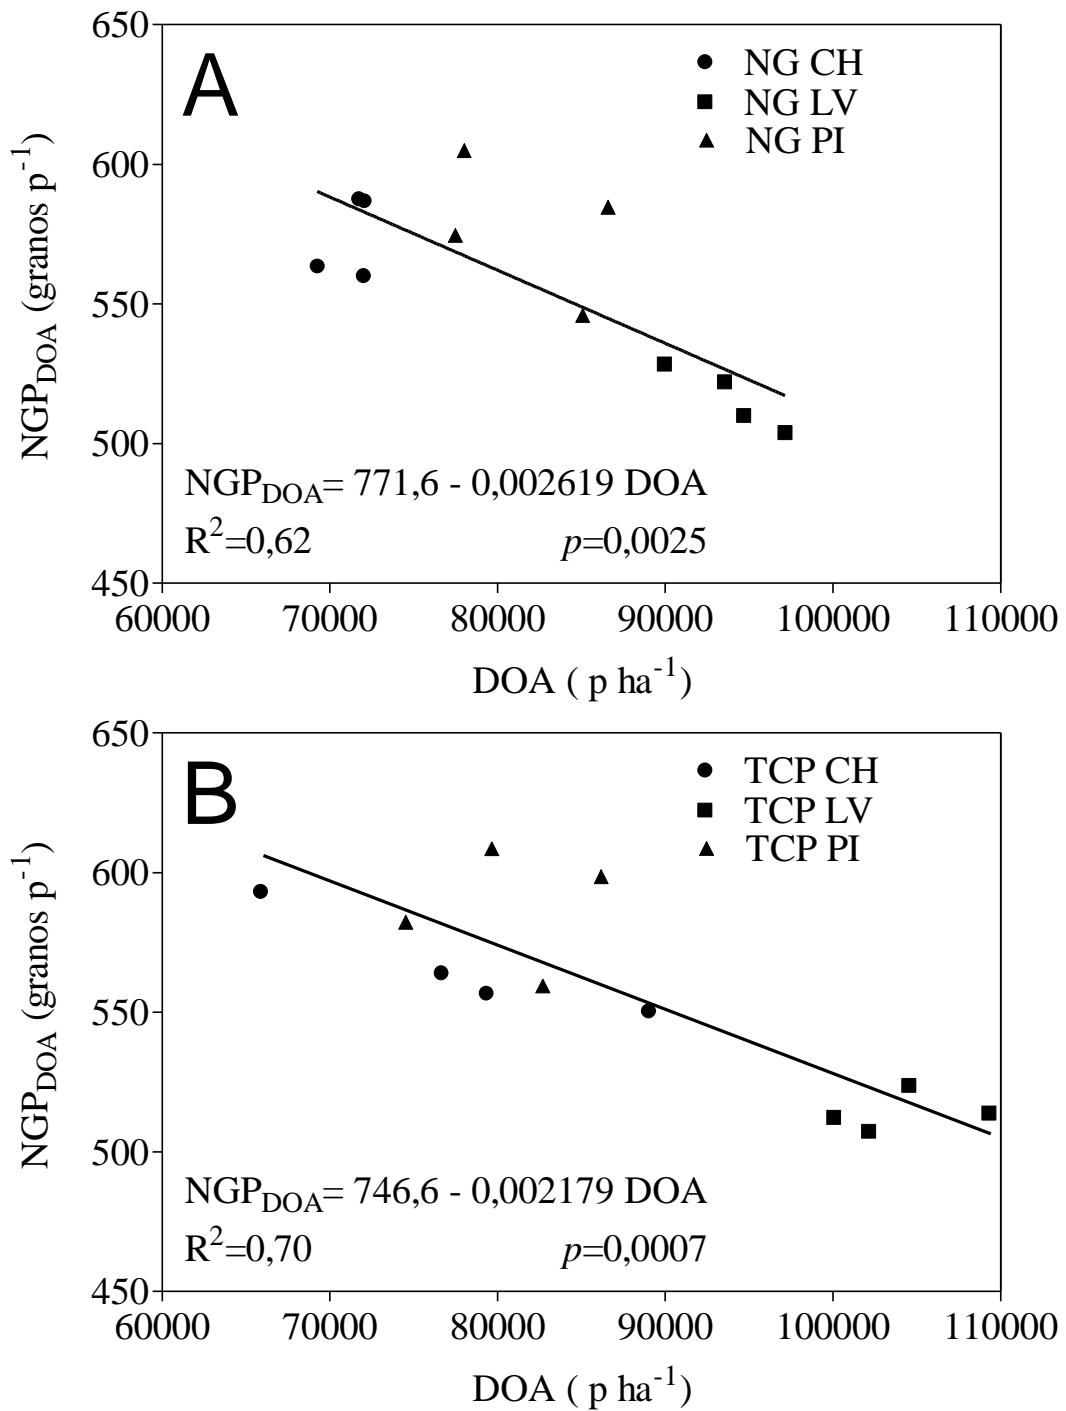 650
A
NG CH
NG LV
NG PI
600
550
500
450
NGP_DOA (granos p^-1)
NGP_DOA= 771,6 - 0,002619 DOA
R^2=0,62 p=0,0025
60000 70000 80000 90000 100000 110000
DOA ( p ha^-1)
650
B
TCP CH
TCP LV
TCP PI
600
550
500
450
NGP_DOA (granos p^-1)
NGP_DOA= 746,6 - 0,002179 DOA
R^2=0,70 p=0,0007
60000 70000 80000 90000 100000 110000
DOA ( p ha^-1)